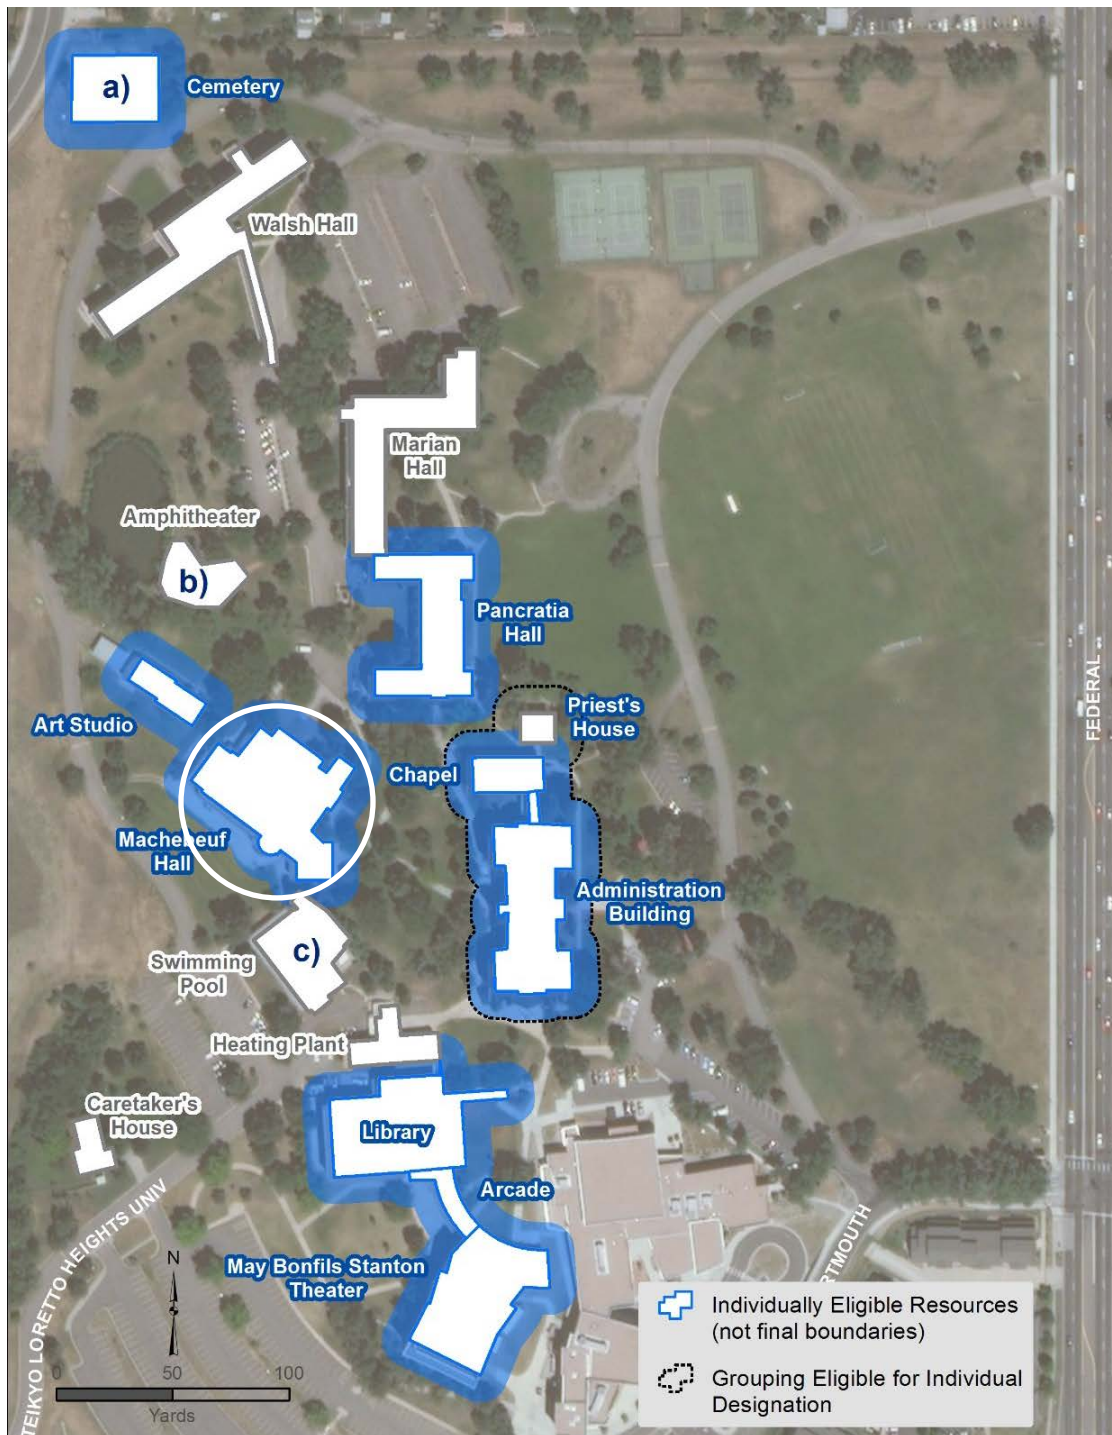 a)
Cemetery
Walsh Hall
Marian
Hall
Amphitheater
b)
Pancratia
Hall
Priest's
House
Art Studio
Chapel
Machebeuf
Hall
Administration
Building
c)
Swimming
Pool
Heating Plant
Caretaker's
House
Library
Arcade
May Bonfils Stanton
Theater
FEDERAL
TEIKYO LORETTO HEIGHTS UNIV
RTMOUTH
N
0 50 100
Yards
Individually Eligible Resources
(not final boundaries)
Grouping Eligible for Individual
Designation